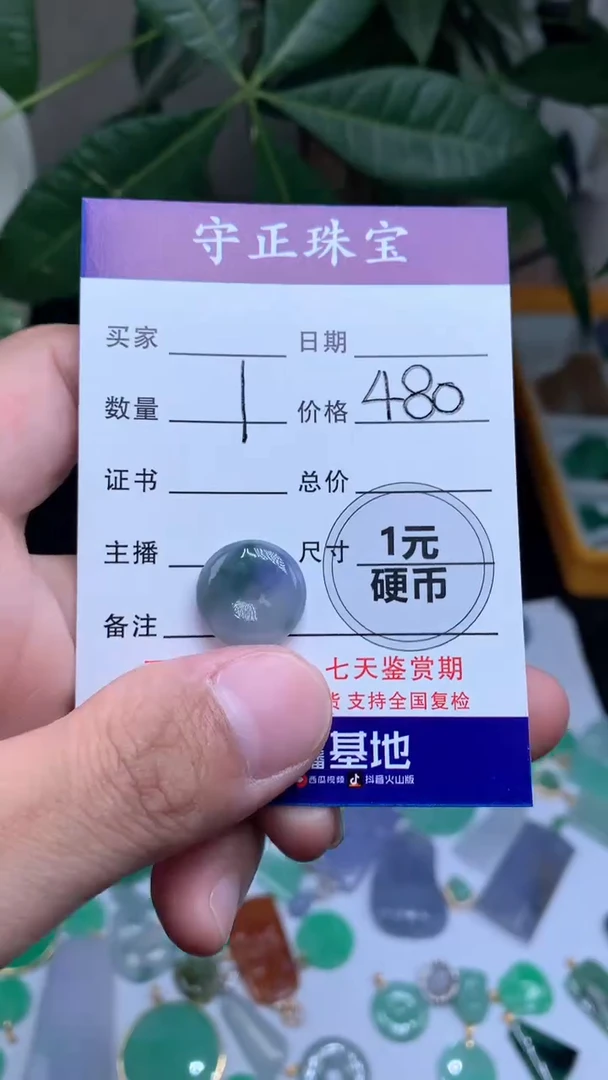 守正珠宝
买家 日期
数量 1 价格 480
证书 总价
主播 尺寸 1元
硬币
备注
七天鉴赏期
支持全国复检
播基地
西瓜视频 抖音火山版